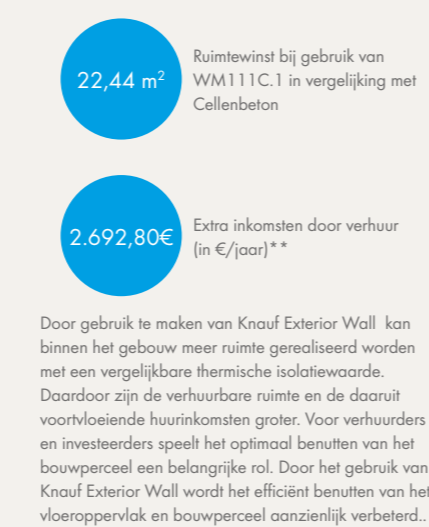 22,44 m²
Ruimtewinst bij gebruik van
WM111C.1 in vergelijking met
Cellenbeton
2.692,80€
Extra inkomsten door verhuur
(in €/jaar)**
Door gebruik te maken van Knauf Exterior Wall kan
binnen het gebouw meer ruimte gerealiseerd worden
met een vergelijkbare thermische isolatiewaarde.
Daardoor zijn de verhuurbare ruimte en de daaruit
voortvloeiende huurinkomsten groter. Voor verhuurders
en investeerders speelt het optimaal benutten van het
bouwperceel een belangrijke rol. Door het gebruik van
Knauf Exterior Wall wordt het efficiënt benutten van het
vloeroppervlak en bouwperceel aanzienlijk verbeterd..